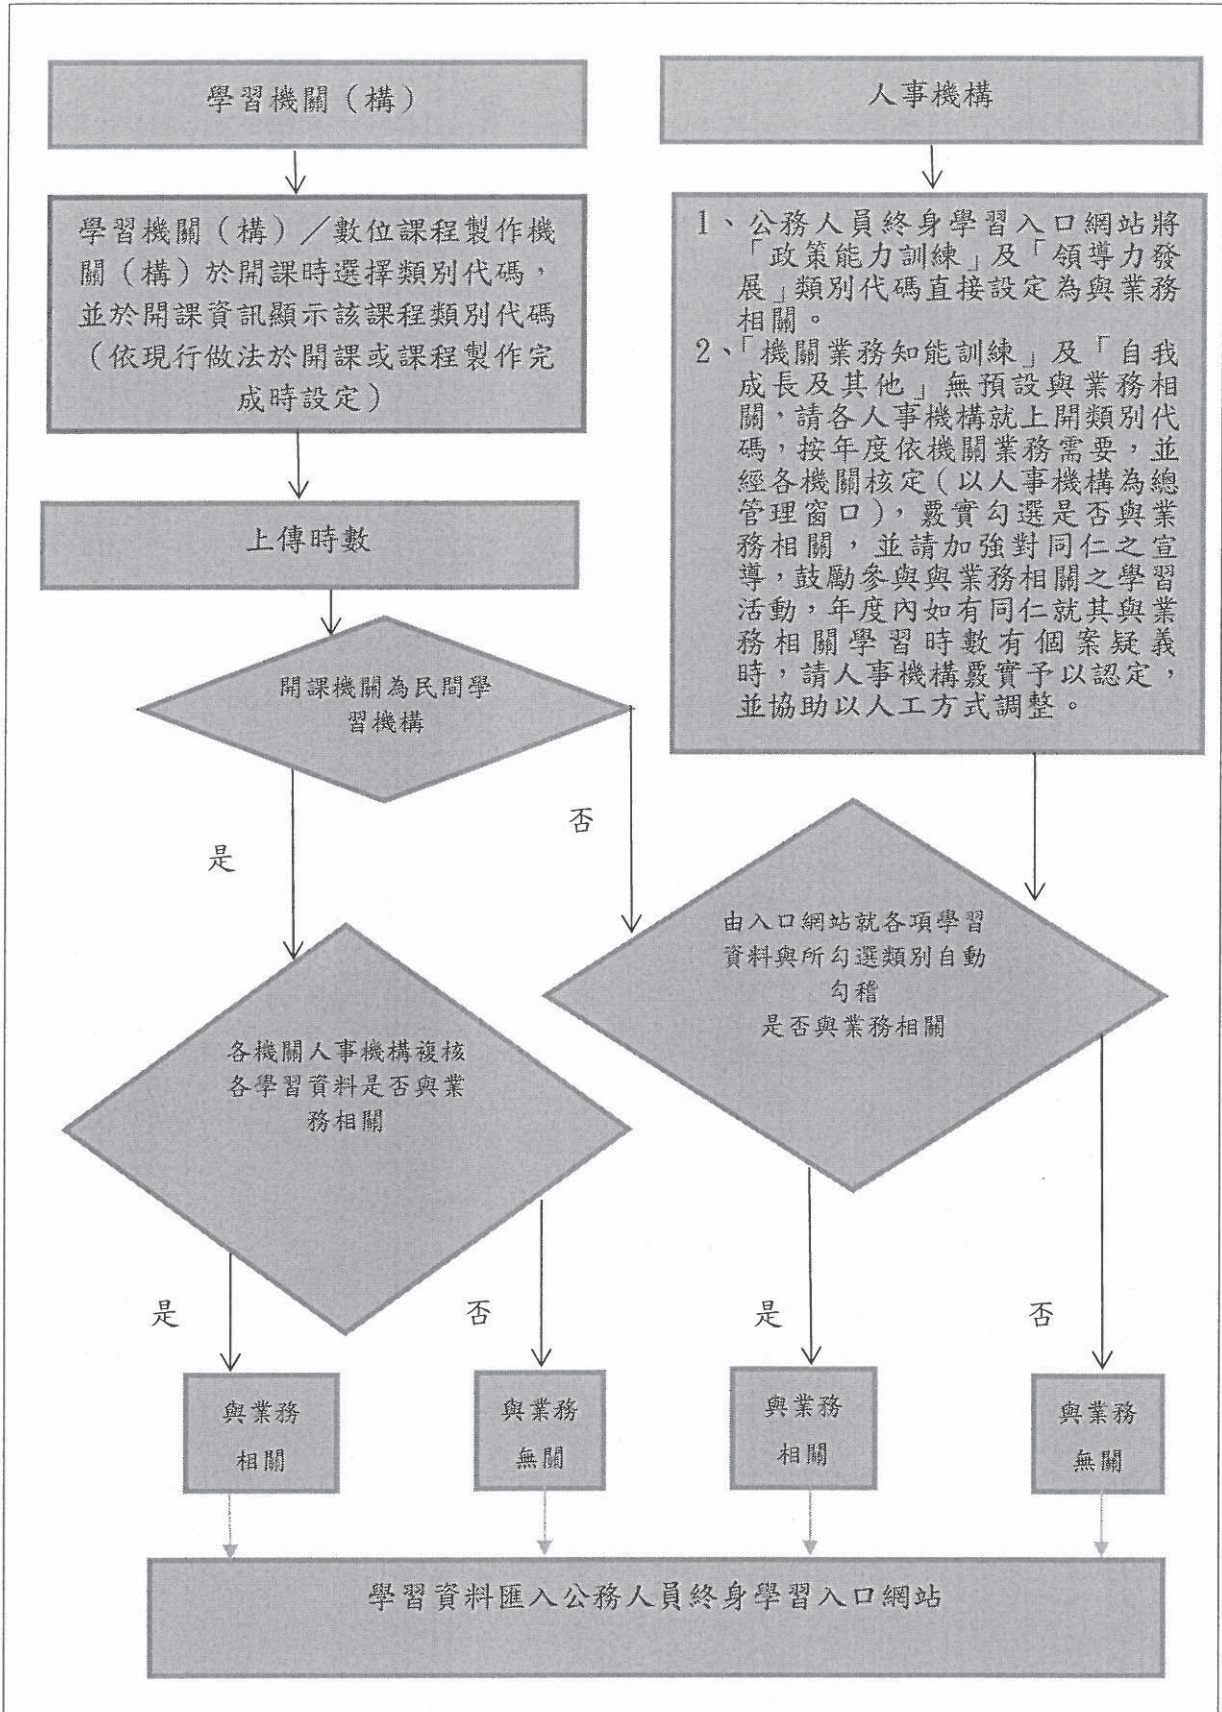 學習機關（構）
學習機關（構）／數位課程製作機
關（構）於開課時選擇類別代碼，
並於開課資訊顯示該課程類別代碼
（依現行做法於開課或課程製作完
成時設定）
上傳時數
開課機關為民間學
習機構
是
否
各機關人事機構複核
各學習資料是否與業
務相關
是
否
與業務
相關
與業務
無關
人事機構
1、公務人員終身學習入口網站將
「政策能力訓練」及「領導力發
展」類別代碼直接設定為與業務
相關。
2、「機關業務知能訓練」及「自我
成長及其他」無預設與業務相
關，請各人事機構就上開類別代
碼，按年度依機關業務需要，並
經各機關核定（以人事機構為總
管理窗口），覈實勾選是否與業
務相關，並請加強對同仁之宣
導，鼓勵參與與業務相關之學習
活動，年度內如有同仁就其與業
務相關學習時數有個案疑義
時，請人事機構覈實予以認定，
並協助以人工方式調整。
由入口網站就各項學習
資料與所勾選類別自動
勾稽
是否與業務相關
是
否
與業務
相關
與業務
無關
學習資料匯入公務人員終身學習入口網站